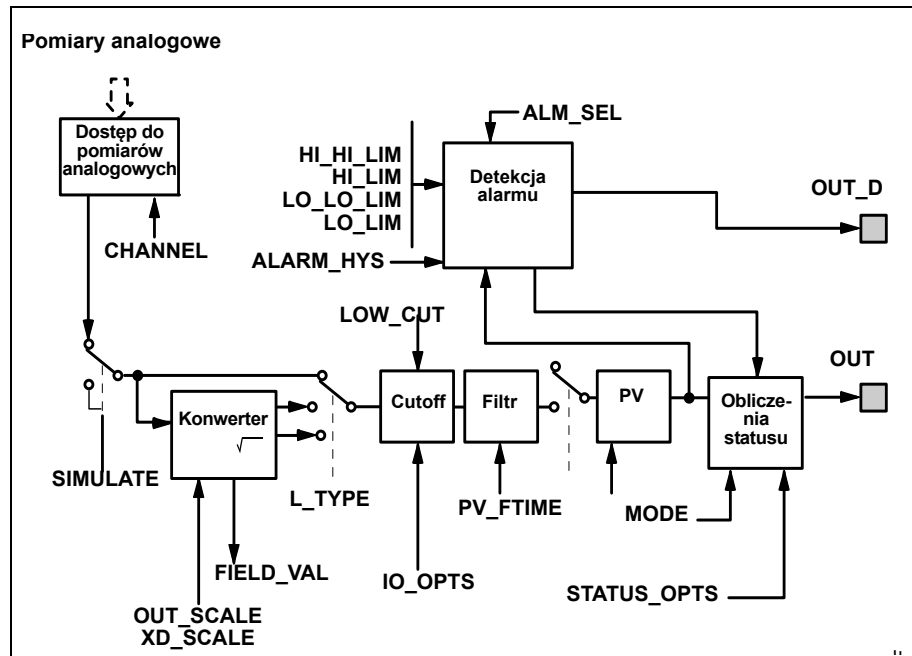 Pomiary analogowe
Dostęp do
pomiarów
analogowych
CHANNEL
HI_HI_LIM
HI_LIM
LO_LO_LIM
LO_LIM
ALARM_HYS
ALM_SEL
Detekcja
alarmu
OUT_D
LOW_CUT
OUT
Konwerter
√
Cutoff
Filtr
PV
Oblicze-
nia
statusu
SIMULATE
L_TYPE
PV_FTIME
MODE
FIELD_VAL
IO_OPTS
STATUS_OPTS
OUT_SCALE
XD_SCALE